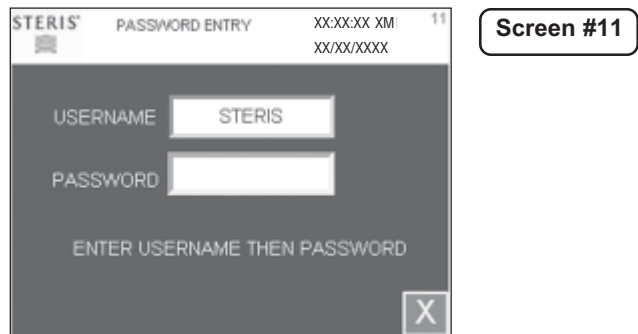 STERIS® PASSWORD ENTRY XX:XX:XX XM 11
XX/XX/XXXX
USERNAME STERIS
PASSWORD
ENTER USERNAME THEN PASSWORD
X
Screen #11